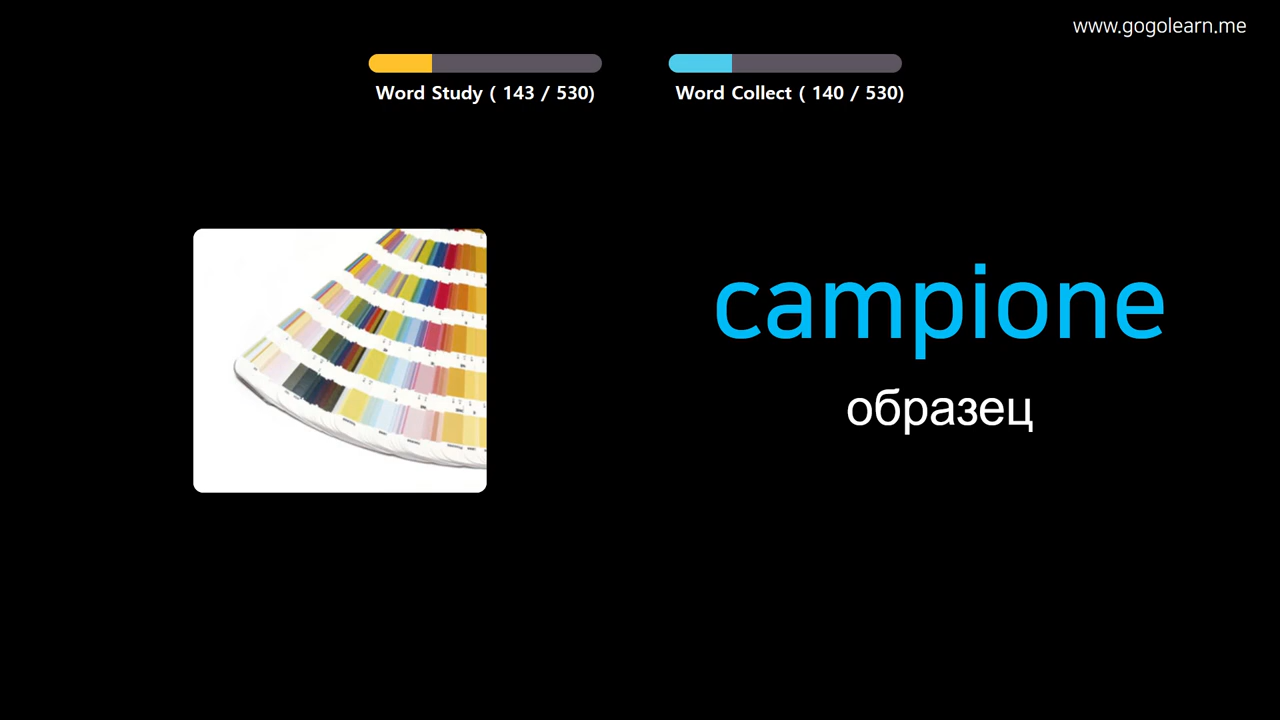 www.gogolearn.me
Word Study ( 143 / 530)
Word Collect ( 140 / 530)
campione
образец